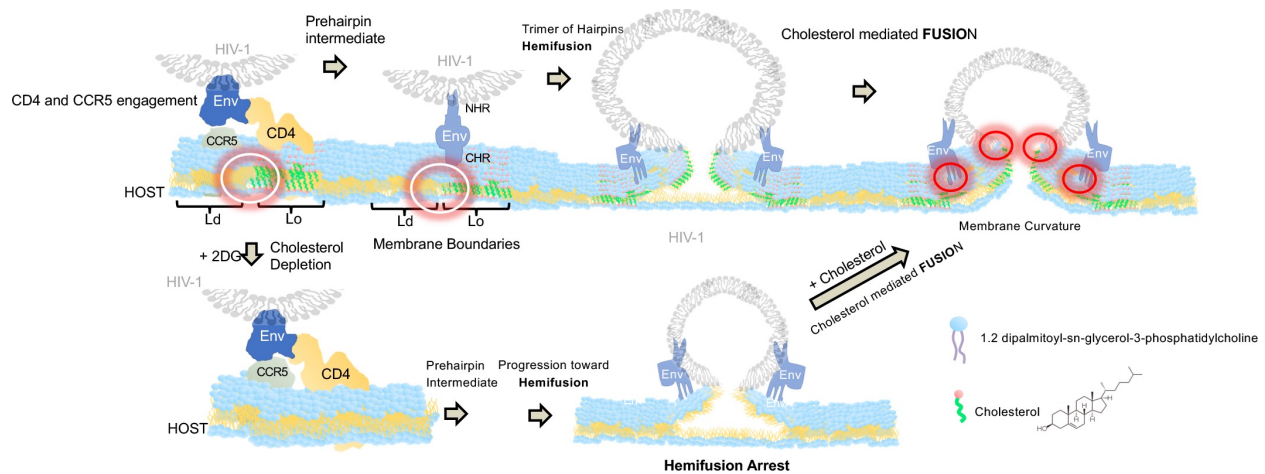 Prehairpin
intermediate
Trimer of Hairpins
Hemifusion
Cholesterol mediated FUSION
HIV-1
HIV-1
CD4 and CCR5 engagement
Env
NHR
CCR5
CD4
Env
CHR
Env
Env
Env
Env
HOST
Ld
Lo
Ld
Lo
Membrane Boundaries
Membrane Curvature
HIV-1
+ 2DG
Cholesterol
Depletion
+ Cholesterol
Cholesterol mediated FUSION
HIV-1
Env
CCR5
CD4
HOST
Prehairpin
Intermediate
Progression toward
Hemifusion
Env
Env
Hemifusion Arrest
1.2 dipalmitoyl-sn-glycerol-3-phosphatidylcholine
Cholesterol
HO
H
H
H
H